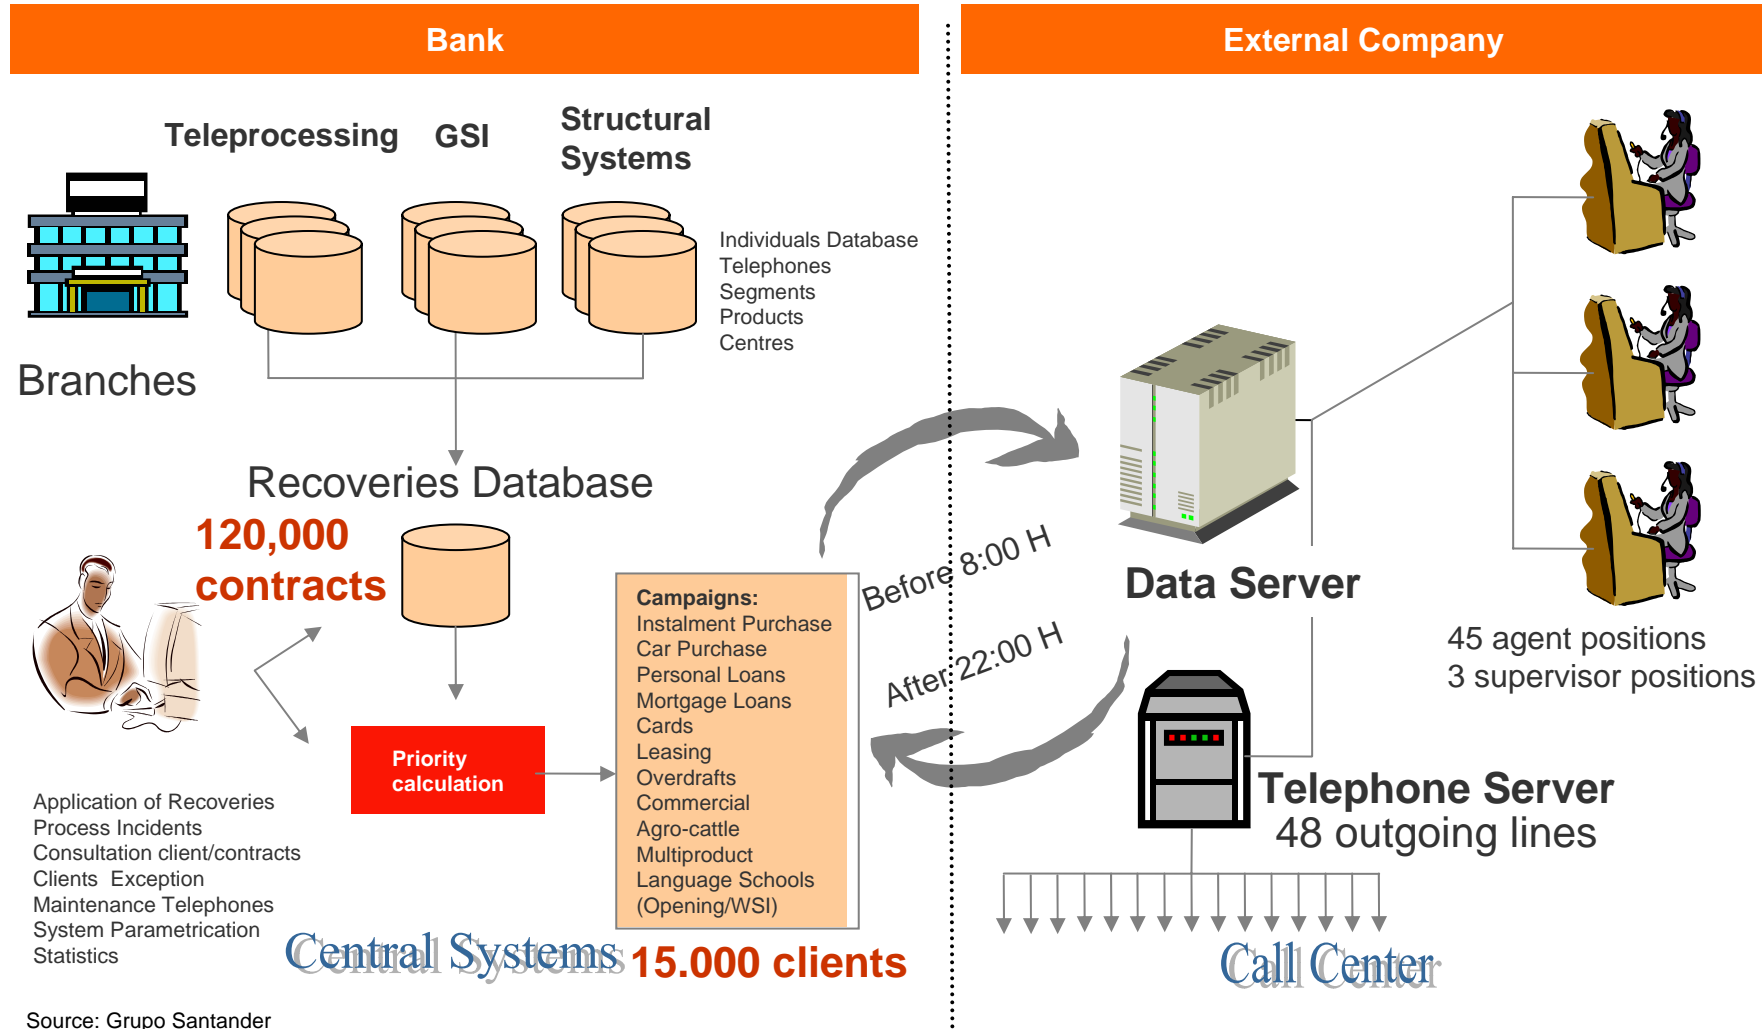 Bank
External Company
Teleprocessing
GSI
Structural
Systems
Individuals Database
Telephones
Segments
Products
Centres
Branches
Recoveries Database
120,000
contracts
Before 8:00 H
After 22:00 H
Data Server
45 agent positions
3 supervisor positions
Campaigns:
Instalment Purchase
Car Purchase
Personal Loans
Mortgage Loans
Cards
Leasing
Overdrafts
Commercial
Agro-cattle
Multiproduct
Language Schools
(Opening/WSI)
Priority
calculation
Telephone Server
48 outgoing lines
Application of Recoveries
Process Incidents
Consultation client/contracts
Clients  Exception
Maintenance Telephones
System Parametrication
Statistics
Central Systems
15.000 clients
Call Center
Source: Grupo Santander